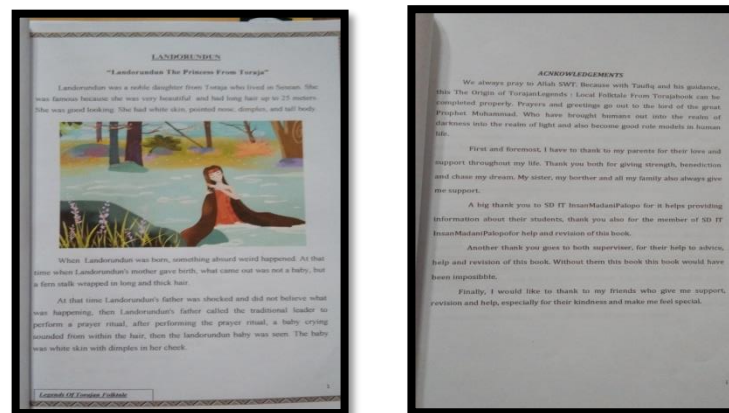 LANDORUNDUN
"Landorundun The Princess From Toraja"
Landorundun was a noble daughter from Toraja who lived in Sesean. She
was famous because she was very beautiful and had long hair up to 25 meters.
She was good looking. She had white skin, pointed nose, dimples, and tall body.
When Landorundun was born, something absurd weird happened. At that
time when Landorundun's mother gave berth, what came out was not a baby, but
a fern stalk wrapped in long and thick hair.
At that time Landorundun's father was shocked and did not believe what
was happening, then Landorundun's father called the traditional leader to
perform a prayer ritual, after performing the prayer ritual, a baby crying
sounded from within the hair, then the landorundun baby was seen. The baby
was white skin with dimples in her cheek.
Legends Of Torajan Folktale
ACNKOWLEDGEMENTS
We always pray to Allah SWT. Because with Taufiq and his guidance,
this The Origin of TorajanLegends : Local Folktale From Torajabook can be
completed properly. Prayers and greetings go out to the lord of the great
Prophet Muhammad. Who have brought humans out into the realm of
darkness into the realm of light and also become good role models in human
life.
First and foremost, I have to thank to my parents for their love and
support throughout my life. Thank you both for giving strength, benediction
and chase my dream. My sister, my borther and all my family also always give
me support.
A big thank you to SD IT InsanMadaniPalopo for it helps providing
information about their students, thank you also for the member of SD IT
InsanMadaniPalopofor help and revision of this book.
Another thank you goes to both superviser, for their help to advice,
help and revision of this book. Without them this book this book would have
been imposibble.
Finally, I would like to thank to my friends who give me support,
revision and help, especially for their kindness and make me feel special.